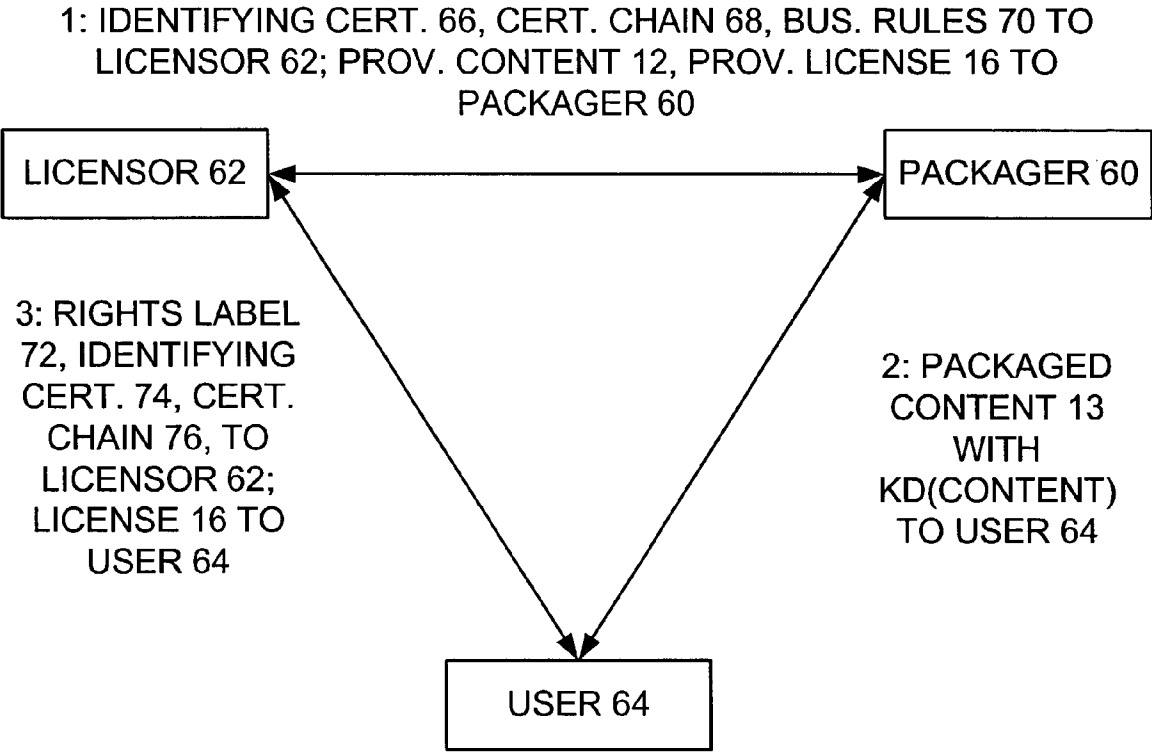 1: IDENTIFYING CERT. 66, CERT. CHAIN 68, BUS. RULES 70 TO
LICENSOR 62; PROV. CONTENT 12, PROV. LICENSE 16 TO
PACKAGER 60
LICENSOR 62
PACKAGER 60
3: RIGHTS LABEL
72, IDENTIFYING
CERT. 74, CERT.
CHAIN 76, TO
LICENSOR 62;
LICENSE 16 TO
USER 64
2: PACKAGED
CONTENT 13
WITH
KD(CONTENT)
TO USER 64
USER 64